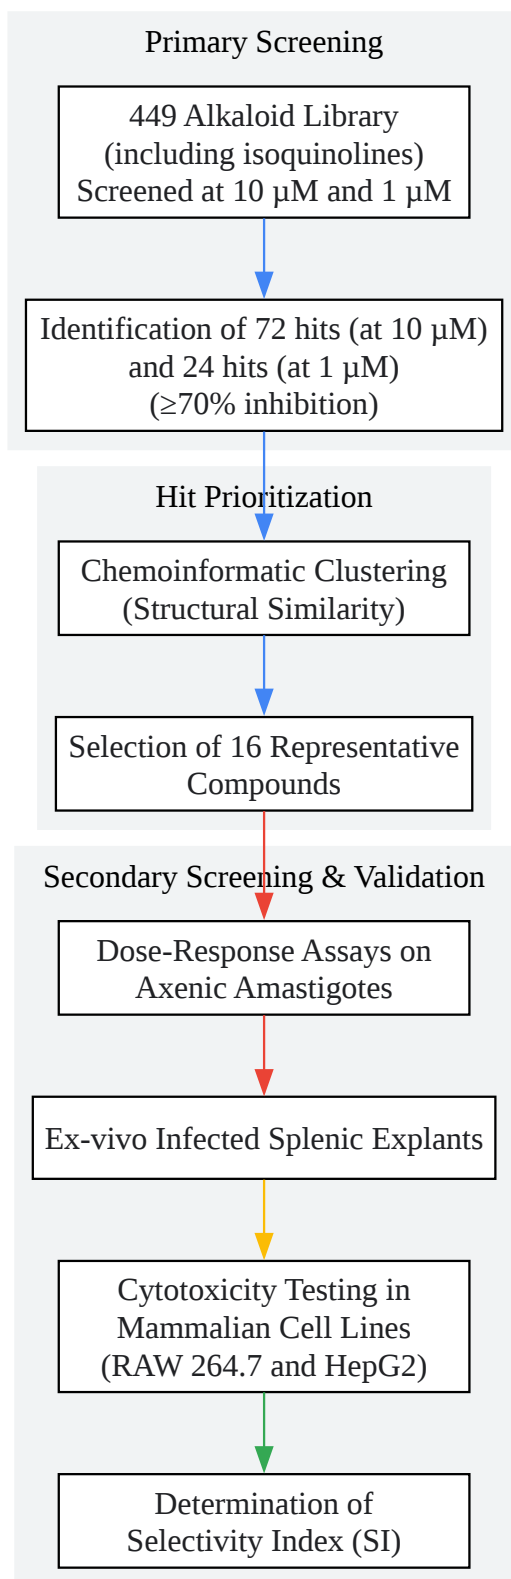 Primary Screening
449 Alkaloid Library
(including isoquinolines)
Screened at 10 µM and 1 µM
Identification of 72 hits (at 10 µM)
and 24 hits (at 1 µM)
(≥70% inhibition)
Hit Prioritization
Chemoinformatic Clustering
(Structural Similarity)
Selection of 16 Representative
Compounds
Secondary Screening & Validation
Dose-Response Assays on
Axenic Amastigotes
Ex-vivo Infected Splenic Explants
Cytotoxicity Testing in
Mammalian Cell Lines
(RAW 264.7 and HepG2)
Determination of
Selectivity Index (SI)